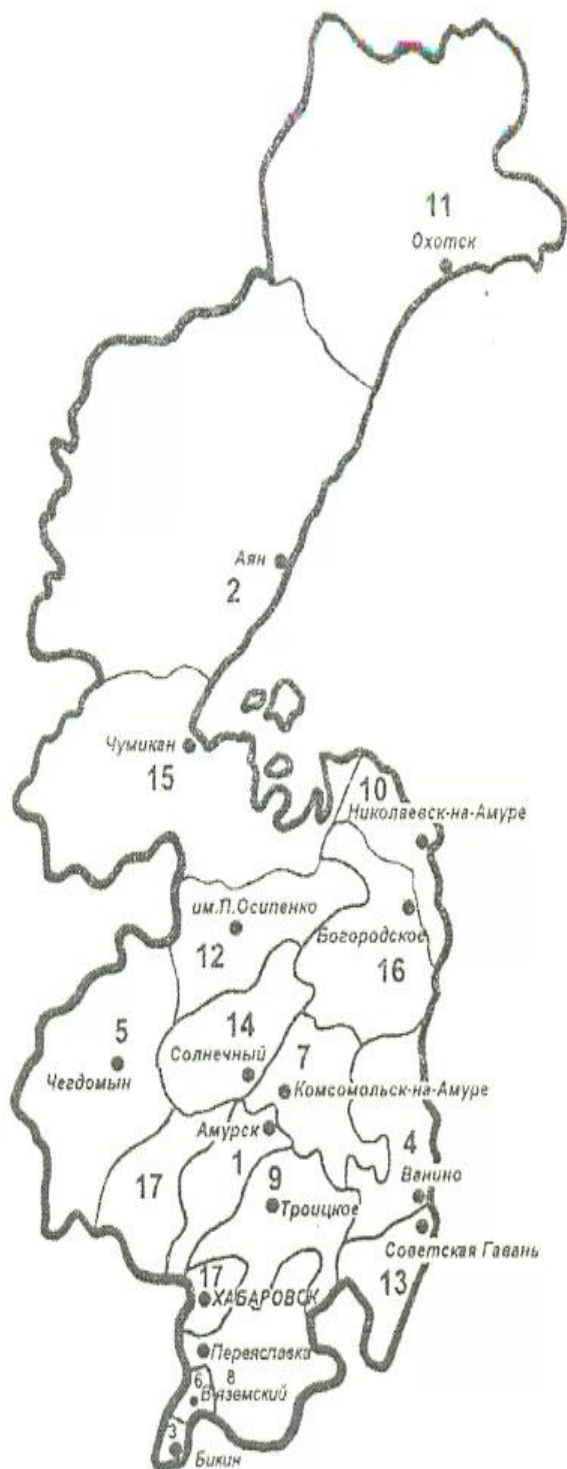 11
Охотск
Аян
2
Чумикан
15
10
Николаевск-на-Амуре
им.П.Осипенко
Богородское
12
16
5
14
7
Солнечный
Чегдомын
Комсомольск-на-Амуре
Амурск
4
1
9
17
Ванино
Троицкое
Советская Гавань
17
13
ХАБАРОВСК
Переяславка
6
8
Вяземский
3
Бикин